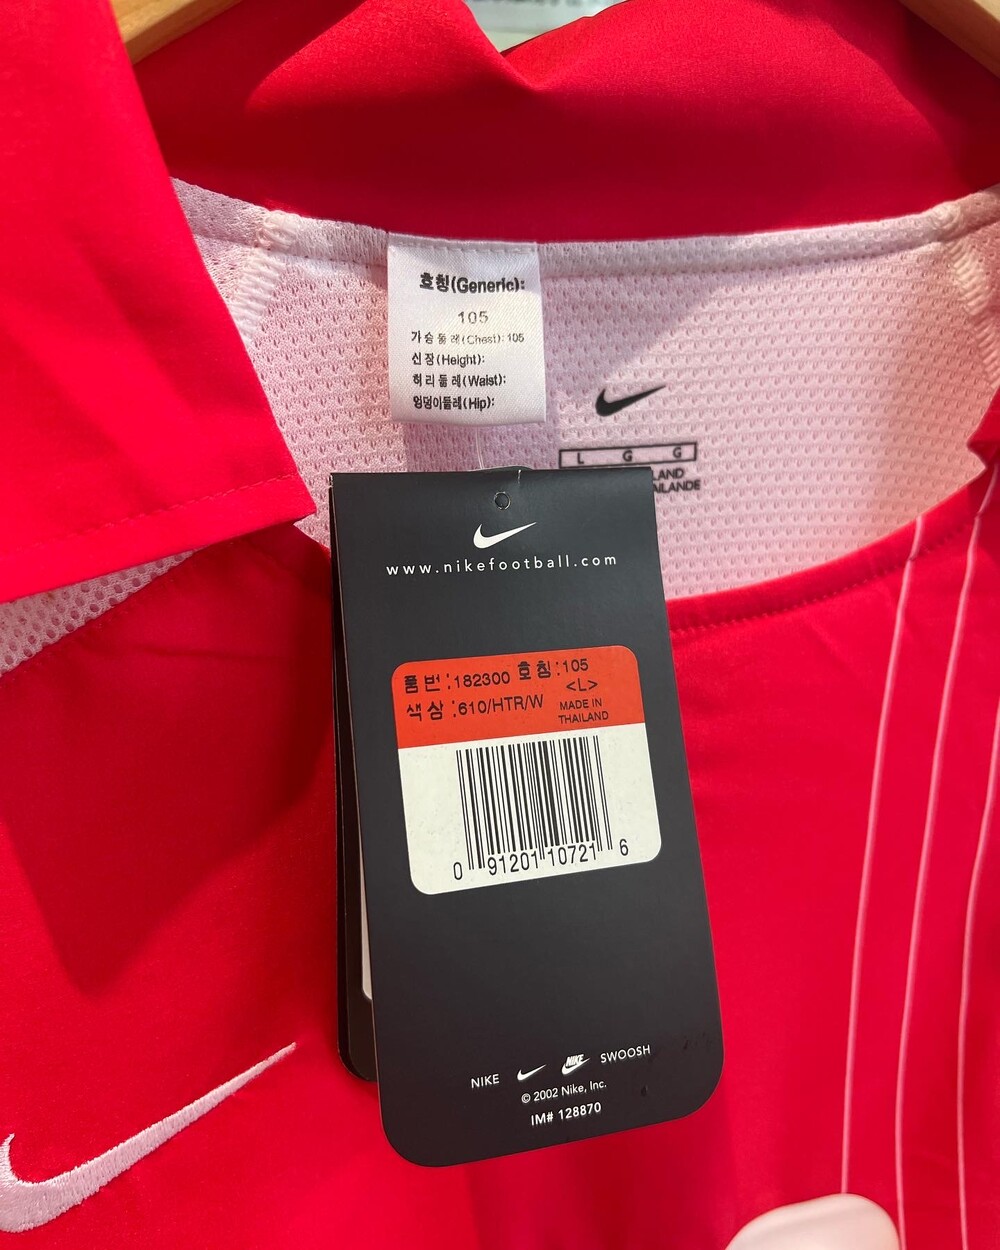 호칭(Generic):
105
가슴둘레(Chest):105
신장(Height):
허리둘레(Waist):
엉덩이둘레(Hip):
L G G
LAND
AILANDE
www.nikefootball.com
품번:182300 호칭:105
<L>
색상:610/HTR/W
MADE IN
THAILAND
0 91201 10721 6
NIKE NIKE SWOOSH
© 2002 Nike, Inc.
IM# 128870